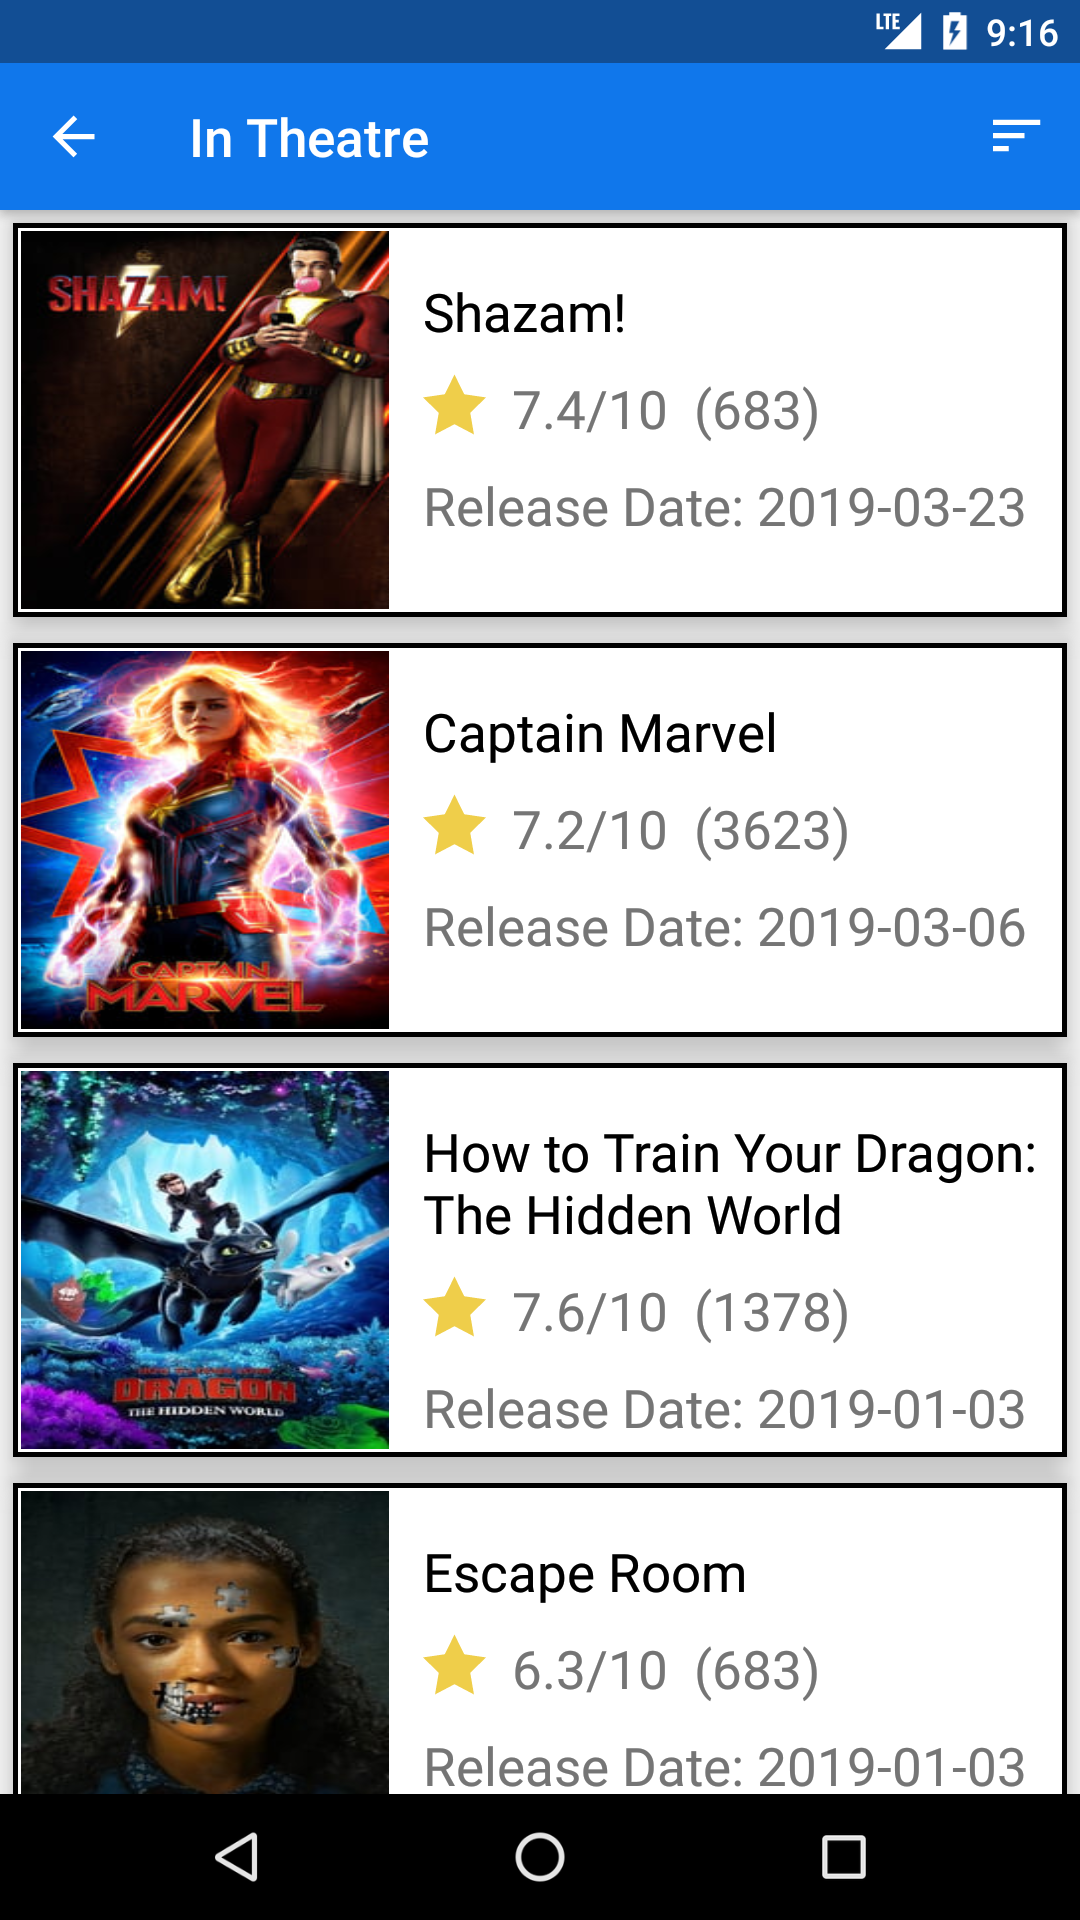 LTE 9:16
In Theatre
SHAZAM!
Shazam!
7.4/10 (683)
Release Date: 2019-03-23
CAPTAIN
MARVEL
Captain Marvel
7.2/10 (3623)
Release Date: 2019-03-06
DRAGON
THE HIDDEN WORLD
How to Train Your Dragon:
The Hidden World
7.6/10 (1378)
Release Date: 2019-01-03
Escape Room
6.3/10 (683)
Release Date: 2019-01-03